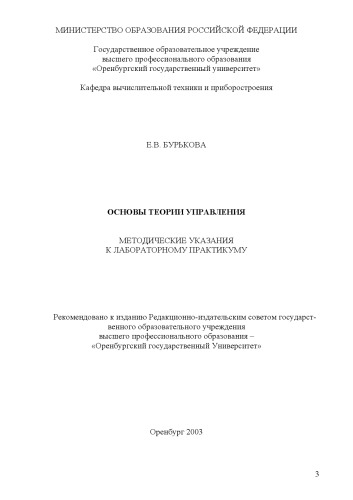 МИНИСТЕРСТВО ОБРАЗОВАНИЯ РОССИЙСКОЙ ФЕДЕРАЦИИ
Государственное образовательное учреждение
высшего профессионального образования
«Оренбургский государственный университет»
Кафедра вычислительной техники и приборостроения
Е.В. БУРЬКОВА
ОСНОВЫ ТЕОРИИ УПРАВЛЕНИЯ
МЕТОДИЧЕСКИЕ УКАЗАНИЯ
К ЛАБОРАТОРНОМУ ПРАКТИКУМУ
Рекомендовано к изданию Редакционно-издательским советом государст-
венного образовательного учреждения
высшего профессионального образования –
«Оренбургский государственный Университет»
Оренбург 2003
3